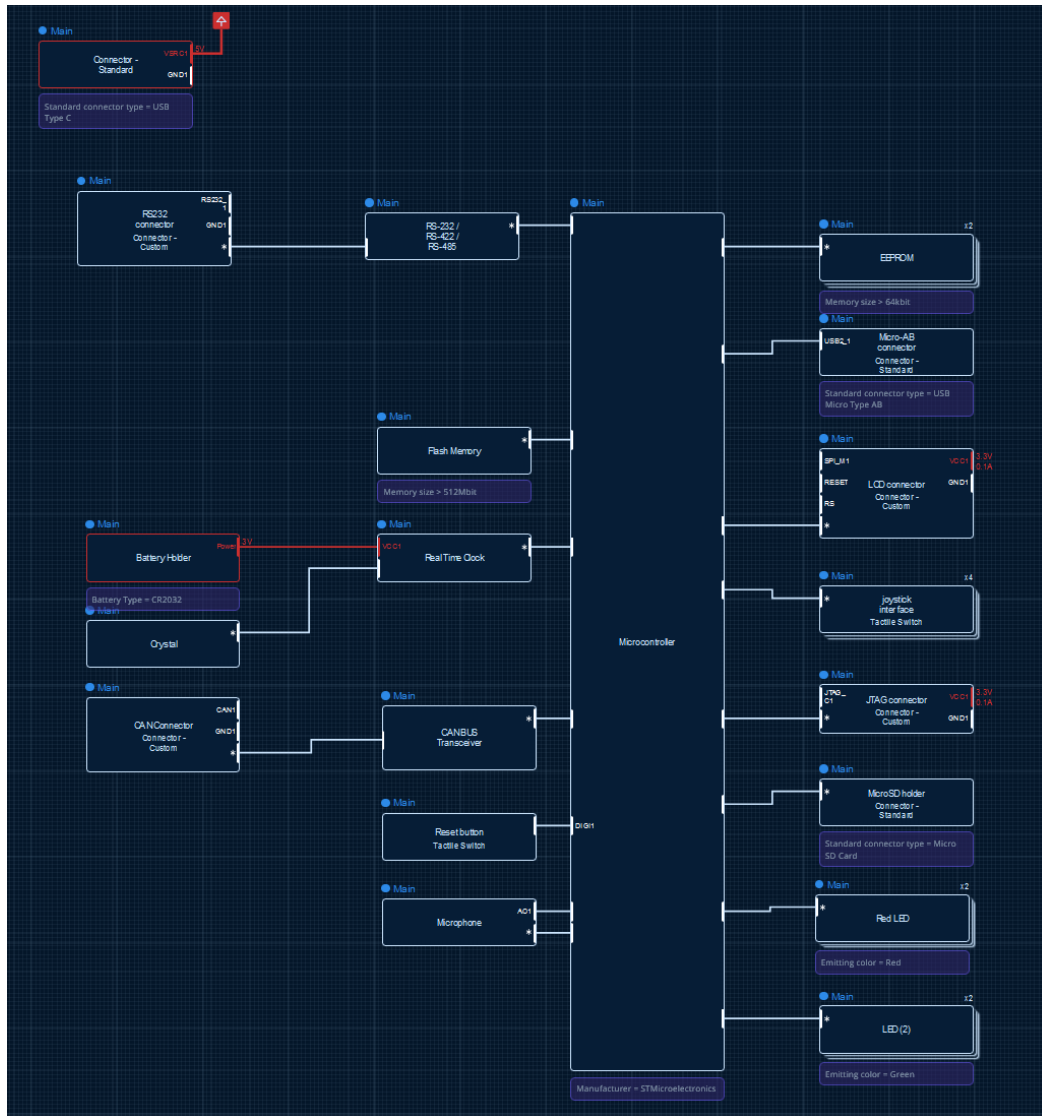 Main
Connector -
Standard
VSRC1
5V
GND1
Standard connector type = USB
Type C
Main
RS232
connector
Connector -
Custom
RS232_
1
GND1
*
Main
RS-232 /
RS-422 /
RS-485
*
Main
Microcontroller
DIGI1
Manufacturer = STMicroelectronics
Main
x2
*
EEPROM
Memory size > 64kbit
Main
USB2_1
Micro-AB
connector
Connector -
Standard
Standard connector type = USB
Micro Type AB
Main
Flash Memory
*
Memory size > 512Mbit
Main
SPI_M1
RESET
RS
*
LCD connector
Connector -
Custom
VCC1
3.3V
0.1A
GND1
Main
Battery Holder
Power
3V
Battery Type = CR2032
Main
VCC1
Real Time Clock
*
Main
Crystal
*
Main
x4
*
joystick
interface
Tactile Switch
Main
CAN Connector
Connector -
Custom
CAN1
GND1
*
Main
CANBUS
Transceiver
*
Main
JTAG_
C1
*
JTAG connector
Connector -
Custom
VCC1
3.3V
0.1A
GND1
Main
*
MicroSD holder
Connector -
Standard
Standard connector type = Micro
SD Card
Main
Reset button
Tactile Switch
Main
Microphone
AO1
*
Main
x2
*
Red LED
Emitting color = Red
Main
x2
*
LED (2)
Emitting color = Green